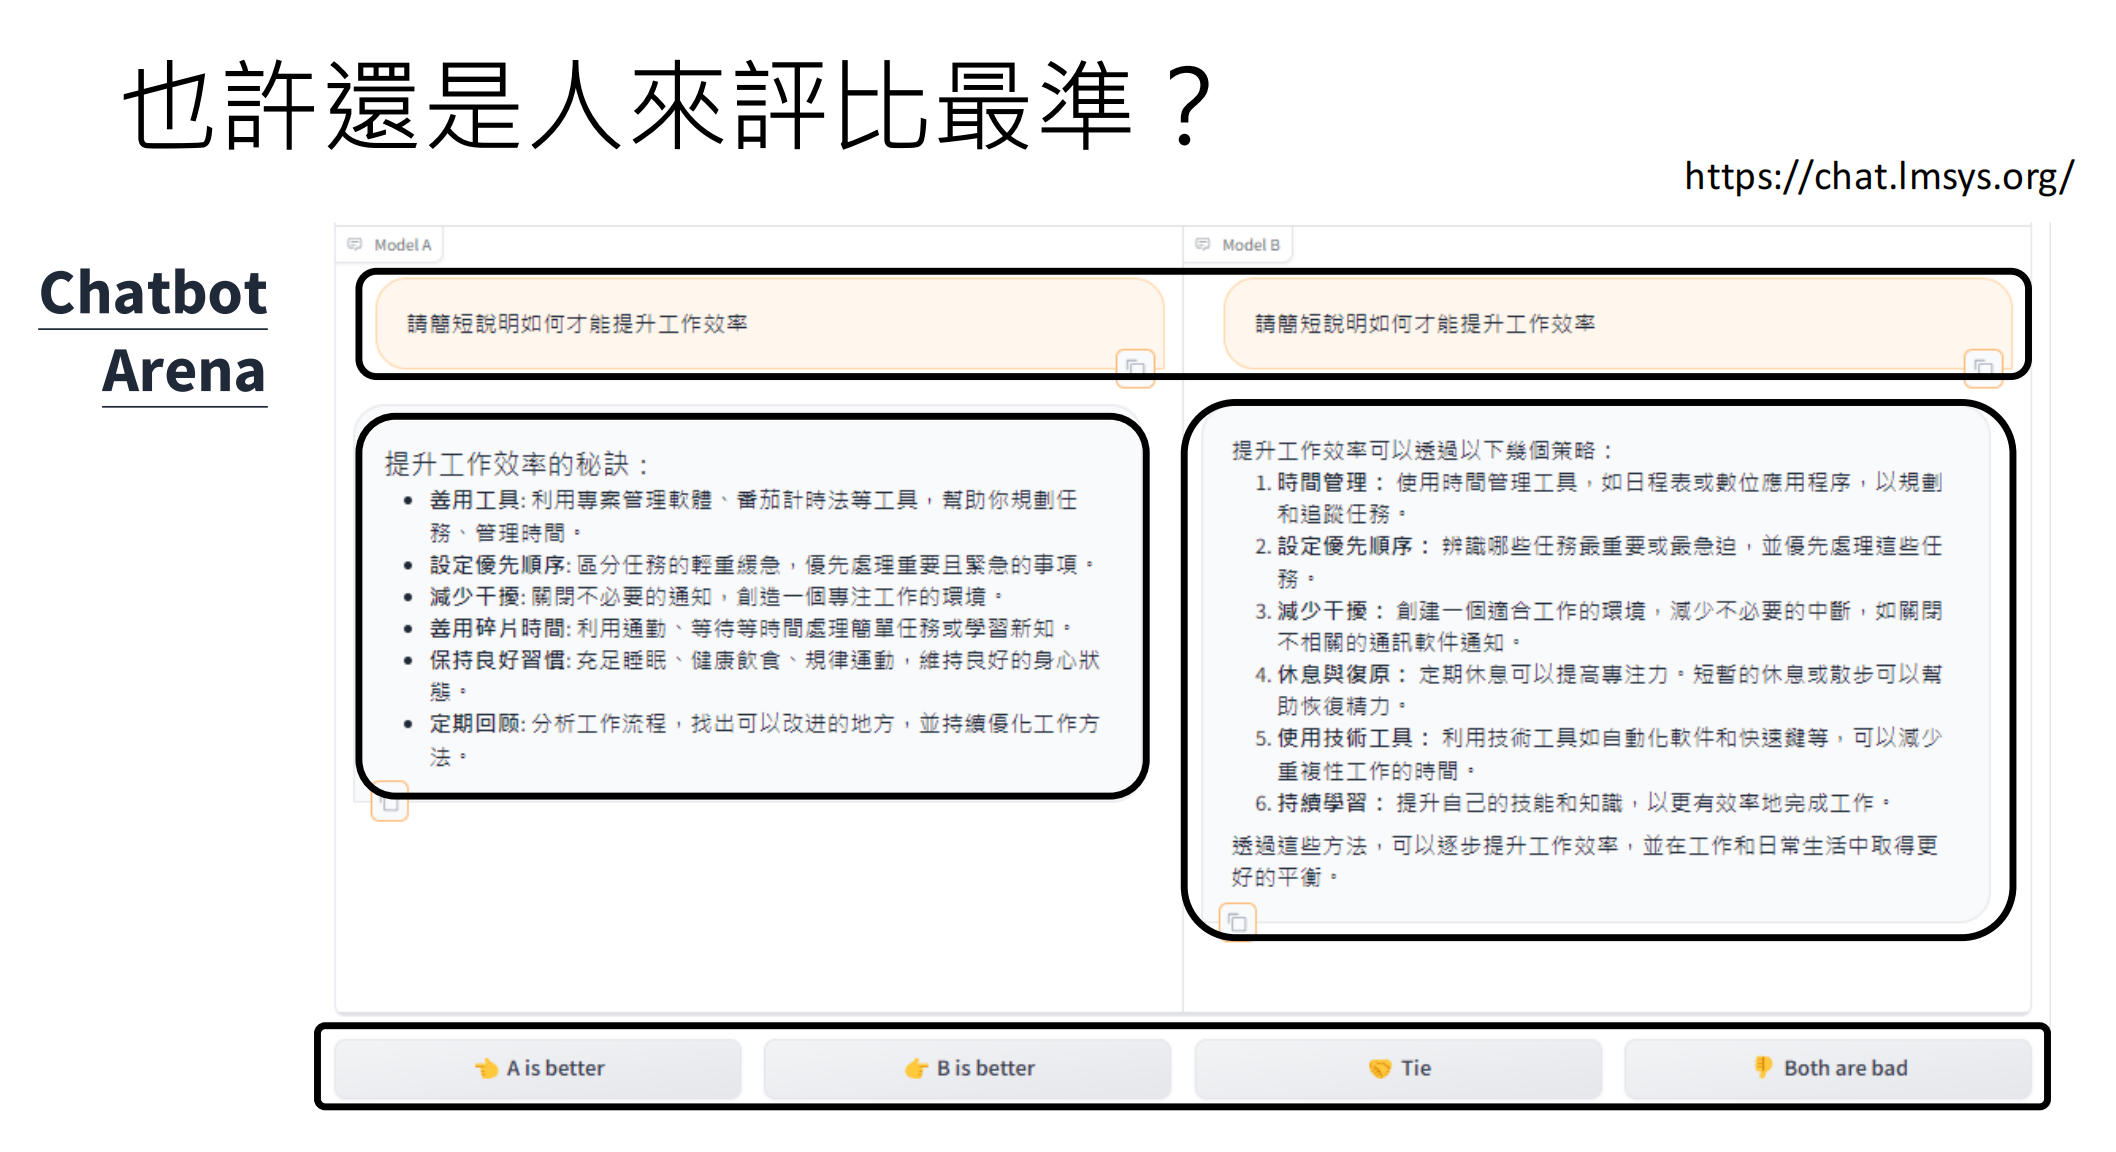 也許還是人來評比最準？
https://chat.lmsys.org/
Chatbot
Arena
Model A
請簡短說明如何才能提升工作效率
提升工作效率的秘訣：
• 善用工具: 利用專案管理軟體、番茄計時法等工具，幫助你規劃任
務、管理時間。
• 設定優先順序: 區分任務的輕重緩急，優先處理重要且緊急的事項。
• 減少干擾: 關閉不必要的通知，創造一個專注工作的環境。
• 善用碎片時間: 利用通勤、等待等時間處理簡單任務或學習新知。
• 保持良好習慣: 充足睡眠、健康飲食、規律運動，維持良好的身心狀
態。
• 定期回顾: 分析工作流程，找出可以改进的地方，並持續優化工作方
法。
Model B
請簡短說明如何才能提升工作效率
提升工作效率可以透過以下幾個策略：
1. 時間管理： 使用時間管理工具，如日程表或數位應用程序，以規劃
和追蹤任務。
2. 設定優先順序： 辨識哪些任務最重要或最急迫，並優先處理這些任
務。
3. 減少干擾： 創建一個適合工作的環境，減少不必要的中斷，如關閉
不相關的通訊軟件通知。
4. 休息與復原： 定期休息可以提高專注力。短暫的休息或散步可以幫
助恢復精力。
5. 使用技術工具： 利用技術工具如自動化軟件和快速鍵等，可以減少
重複性工作的時間。
6. 持續學習： 提升自己的技能和知識，以更有效率地完成工作。
透過這些方法，可以逐步提升工作效率，並在工作和日常生活中取得更
好的平衡。
👈 A is better
👉 B is better
🤝 Tie
👎 Both are bad